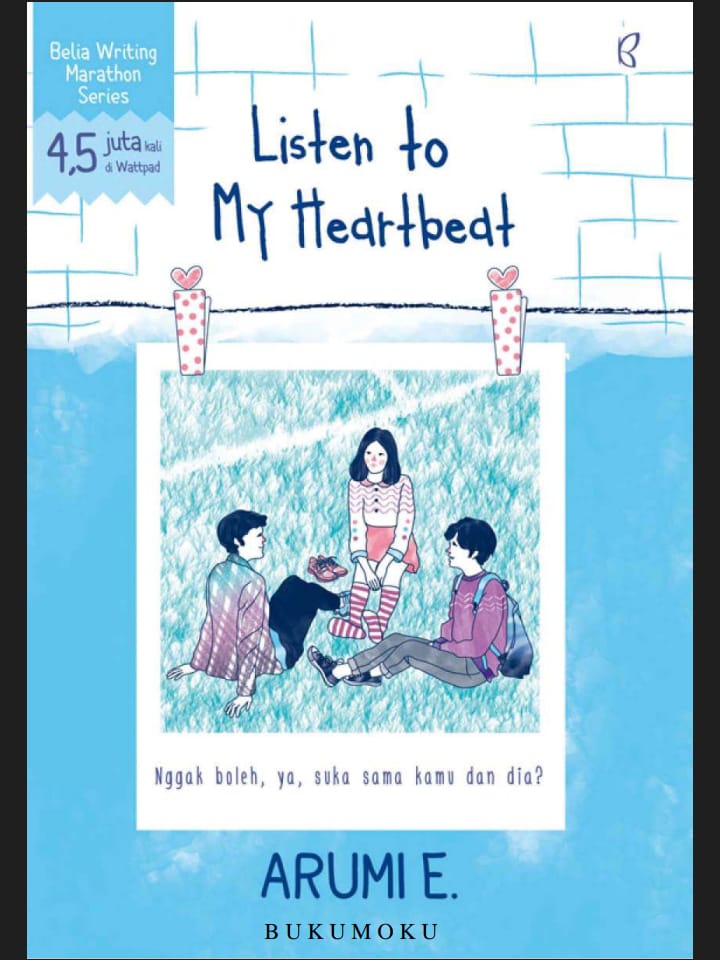 Belia Writing
Marathon
Series
4,5 juta kali
di Wattpad
B
Listen to
My Heartbeat
Nggak boleh, ya, suka sama kamu dan dia?
ARUMI E.
BUKUMOKU